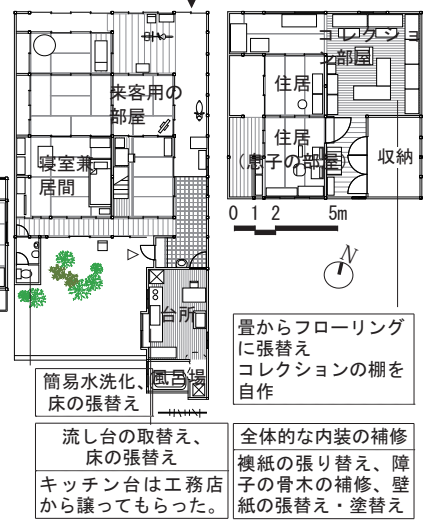 来客用の
部屋
寝室兼
居間
台所
風呂場
コレクショ
ン部屋
住居
住居
（息子の部屋）
収納
0 1 2 5m
N
簡易水洗化、
床の張替え
流し台の取替え、
床の張替え
キッチン台は工務店
から譲ってもらった。
畳からフローリング
に張替え
コレクションの棚を
自作
全体的な内装の補修
襖紙の張り替え、障
子の骨木の補修、壁
紙の張替え・塗替え